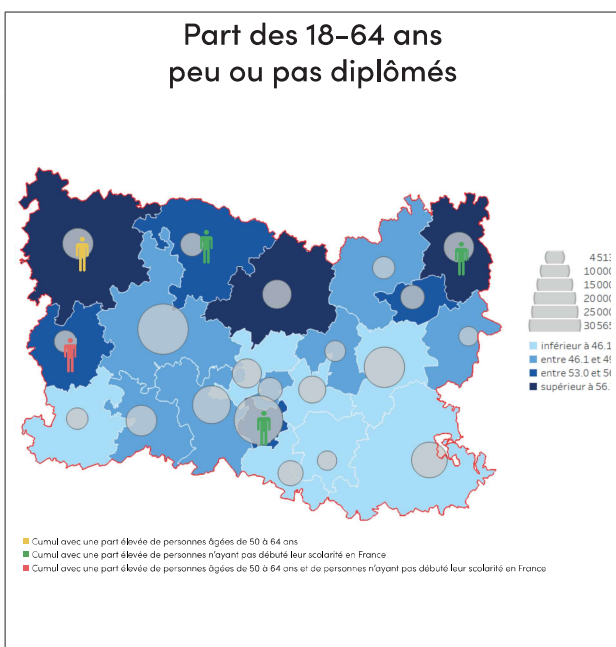 Part des 18-64 ans
peu ou pas diplômés
4 513
10 000
15 000
20 000
25 000
30 565
inférieur à 46.1
entre 46.1 et 
entre 53.0 et 
supérieur à 56.
Cumul avec une part élevée de personnes âgées de 50 à 64 ans
Cumul avec une part élevée de personnes n'ayant pas débuté leur scolarité en France
Cumul avec une part élevée de personnes âgées de 50 à 64 ans et de personnes n'ayant pas débuté leur scolarité en France